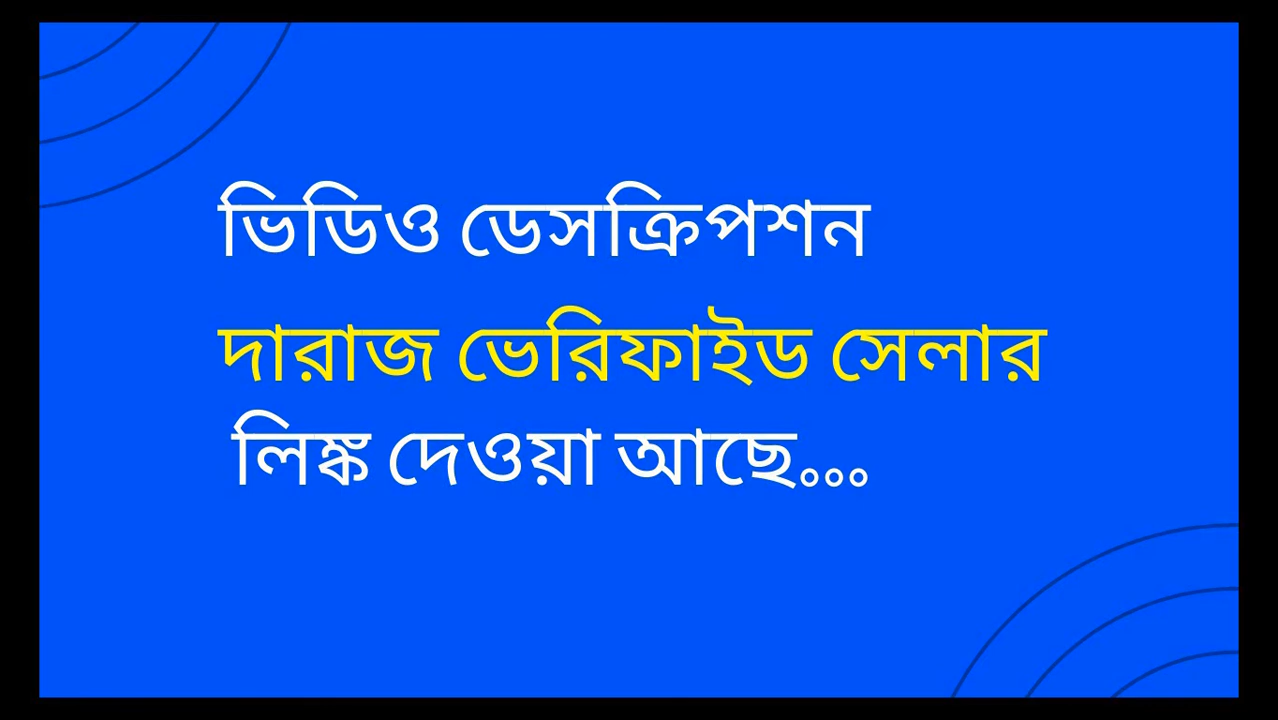 ভিডিও ডেসক্রিপশন
দারাজ ভেরিফাইড সেলার
লিঙ্ক দেওয়া আছে...